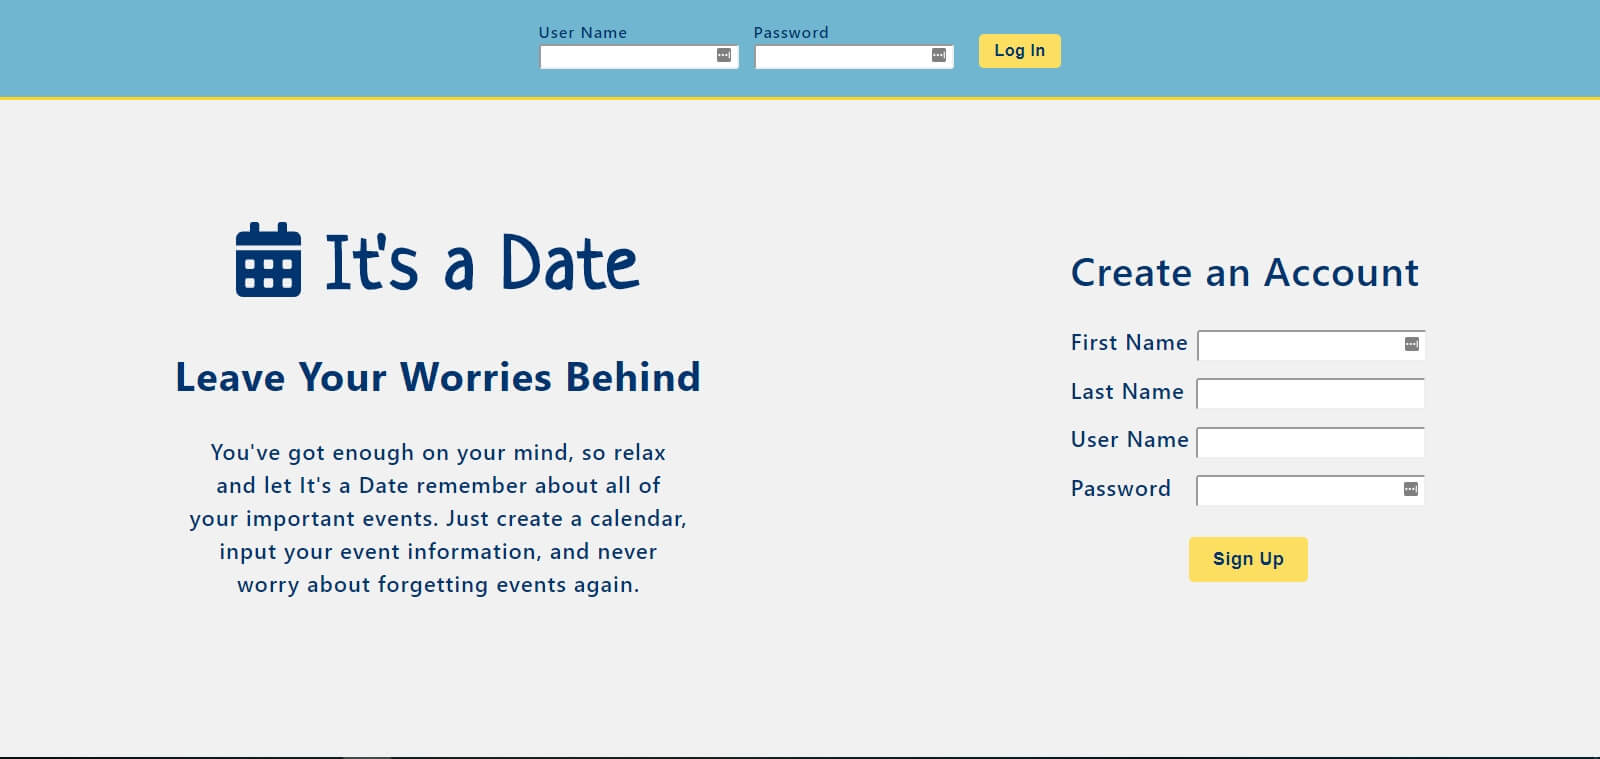 User Name Password
Log In
It's a Date
Leave Your Worries Behind
You've got enough on your mind, so relax
and let It's a Date remember about all of
your important events. Just create a calendar,
input your event information, and never
worry about forgetting events again.
Create an Account
First Name
Last Name
User Name
Password
Sign Up